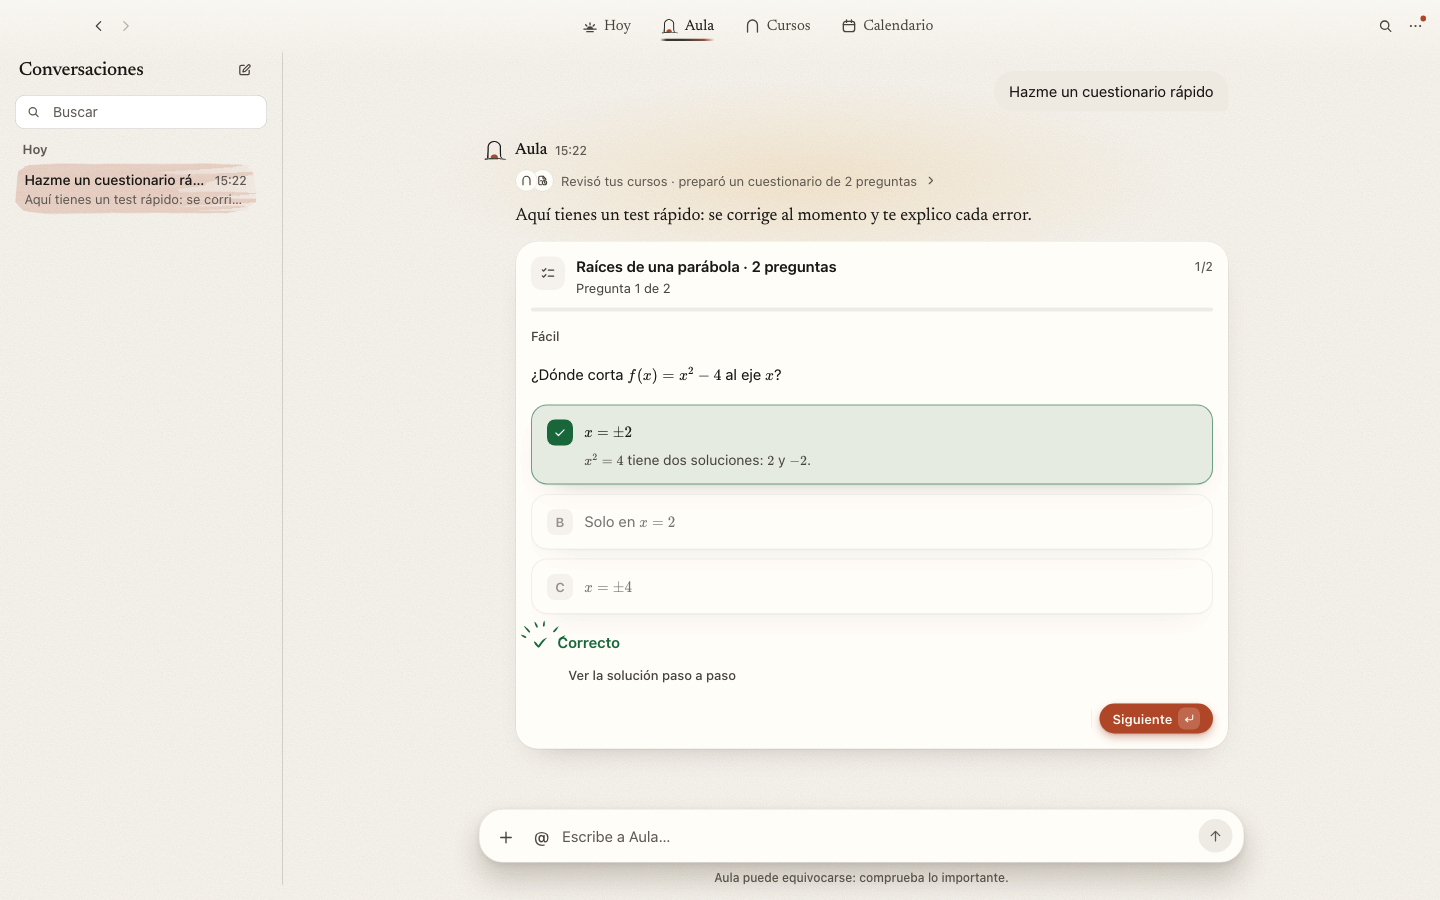 Hoy
Aula
Cursos
Calendario
Conversaciones
Buscar
Hoy
Hazme un cuestionario rá... 15:22
Aquí tienes un test rápido: se corri...
Hazme un cuestionario rápido
Aula 15:22
Revisó tus cursos · preparó un cuestionario de 2 preguntas
Aquí tienes un test rápido: se corrige al momento y te explico cada error.
Raíces de una parábola · 2 preguntas 1/2
Pregunta 1 de 2
Fácil
¿Dónde corta f(x) = x² − 4 al eje x?
x = ±2
x² = 4 tiene dos soluciones: 2 y −2.
B Solo en x = 2
C x = ±4
Correcto
Ver la solución paso a paso
Siguiente
@ Escribe a Aula...
Aula puede equivocarse: comprueba lo importante.